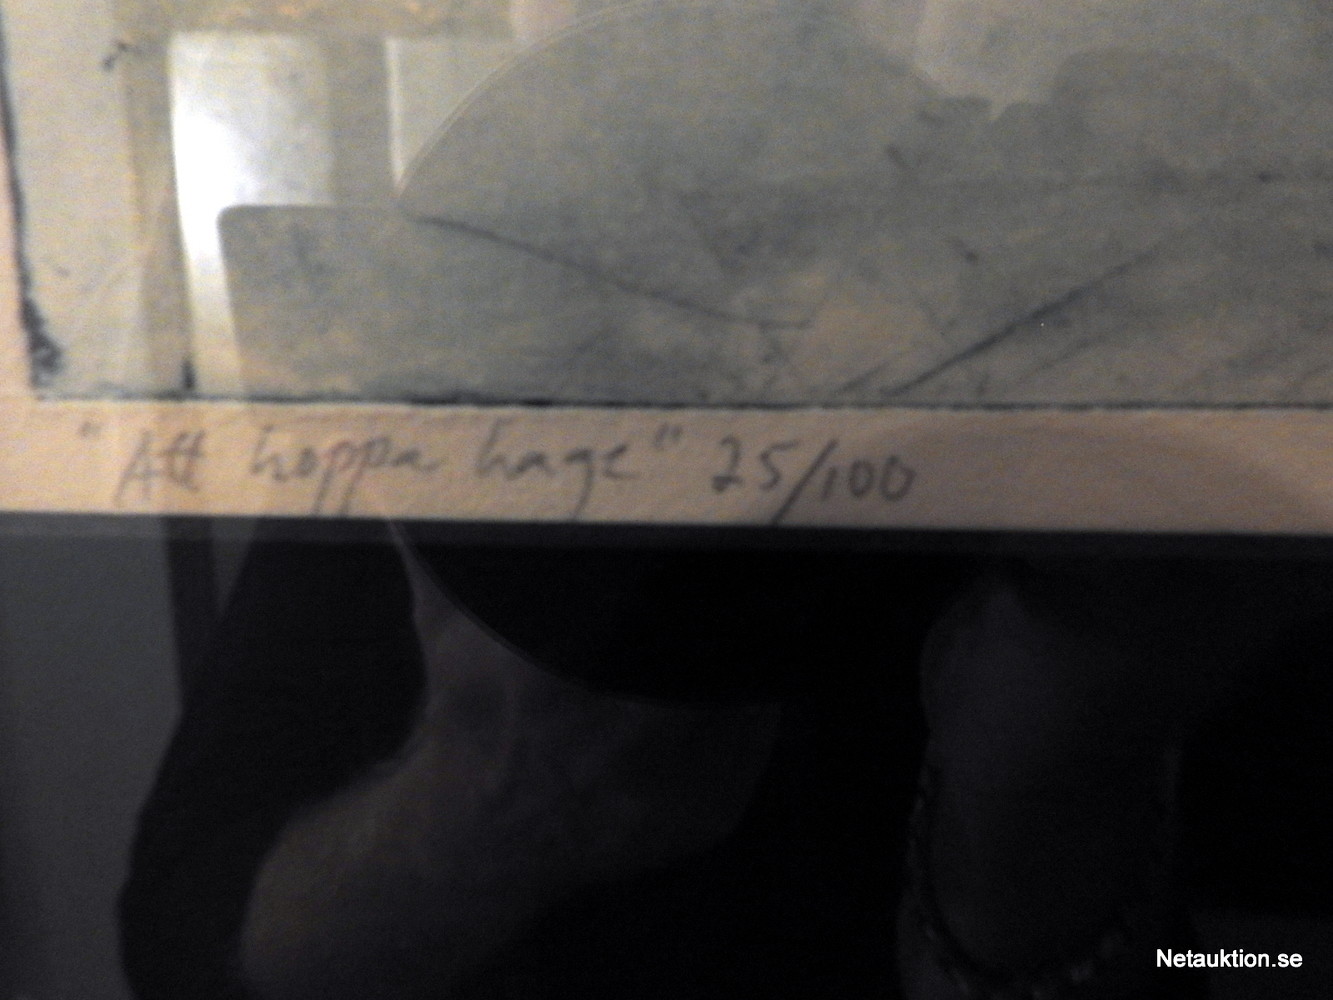 "Att hoppa hage" 25/100
Netauktion.se